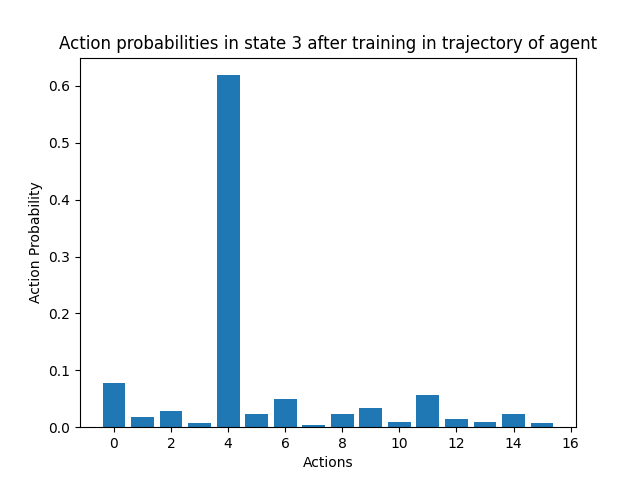 Action probabilities in state 3 after training in trajectory of agent
0.6
0.5
0.4
0.3
0.2
0.1
0.0
Action Probability
0 2 4 6 8 10 12 14 16
Actions